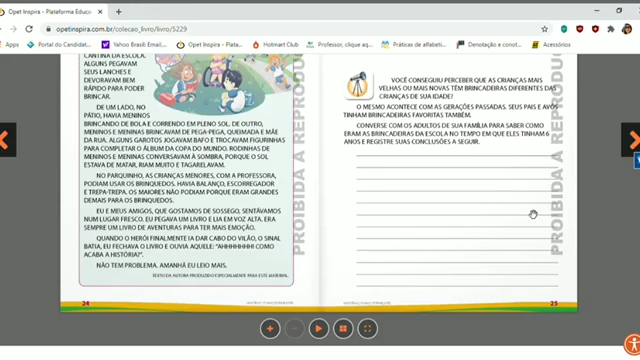 Opet Inspira - Plataforma Educ
opetinspira.com.br/colecao_livro/livro/5229
Apps
Portal do Candidat...
Yahoo Brasil: Email...
Opet Inspira
Hotmart Club
Professor, clique aq...
Práticas de alfabeti...
Denotação e conot...
Acessórios
CANTINA DA ESCOLA.
ALGUNS PEGAVAM
SEUS LANCHES E
DEVORAVAM BEM
RÁPIDO PARA PODER
BRINCAR.
DE UM LADO, NO
PÁTIO, HAVIA MENINOS
BRINCANDO DE BOLA E CORRENDO EM PLENO SOL. DE OUTRO,
MENINOS E MENINAS BRINCAVAM DE PEGA-PEGA, QUEIMADA E MÃE
DA RUA. ALGUNS GAROTOS JOGAVAM BAFO E TROCAVAM FIGURINHAS
PARA COMPLETAR O ÁLBUM DA COPA DO MUNDO. RODINHAS DE
MENINOS E MENINAS CONVERSAVAM À SOMBRA, PORQUE O SOL
ESTAVA DE MATAR, RIAM MUITO E TAGARELAVAM.
NO PARQUINHO, AS CRIANÇAS MENORES, COM A PROFESSORA,
PODIAM USAR OS BRINQUEDOS. HAVIA BALANÇO, ESCORREGADOR
E TREPA-TREPA. OS MAIORES NÃO PODIAM PORQUE ERAM GRANDES
DEMAIS PARA OS BRINQUEDOS.
EU E MEUS AMIGOS, QUE GOSTAMOS DE SOSSEGO, SENTÁVAMOS
NUM LUGAR FRESCO. EU PEGAVA UM LIVRO E LIA EM VOZ ALTA.
ERA SEMPRE UM LIVRO DE AVENTURAS PARA TER MAIS EMOÇÃO.
QUANDO O HERÓI FINALMENTE IA DAR CABO DO VILÃO, O SINAL
BATIA, EU FECHAVA O LIVRO E OUVIA AQUELE: "AHHHHHHHH! COMO
ACABA A HISTÓRIA?".
NÃO TEM PROBLEMA. AMANHÃ EU LEIO MAIS.
TEXTO DA AUTORA PRODUZIDO ESPECIALMENTE PARA ESTE MATERIAL.
24
PROIBIDA A REPRODU
VOCÊ CONSEGUIU PERCEBER QUE AS CRIANÇAS MAIS
VELHAS OU MAIS NOVAS TÊM BRINCADEIRAS DIFERENTES DAS
CRIANÇAS DE SUA IDADE?
O MESMO ACONTECE COM AS GERAÇÕES PASSADAS. SEUS PAIS E AVÓS
TINHAM BRINCADEIRAS FAVORITAS TAMBÉM.
CONVERSE COM OS ADULTOS DE SUA FAMÍLIA PARA SABER COMO
ERAM AS BRINCADEIRAS DA ESCOLA NO TEMPO EM QUE ELES TINHAM 6
ANOS E REGISTRE SUAS CONCLUSÕES A SEGUIR.
PROIBIDA A REPRODU
25